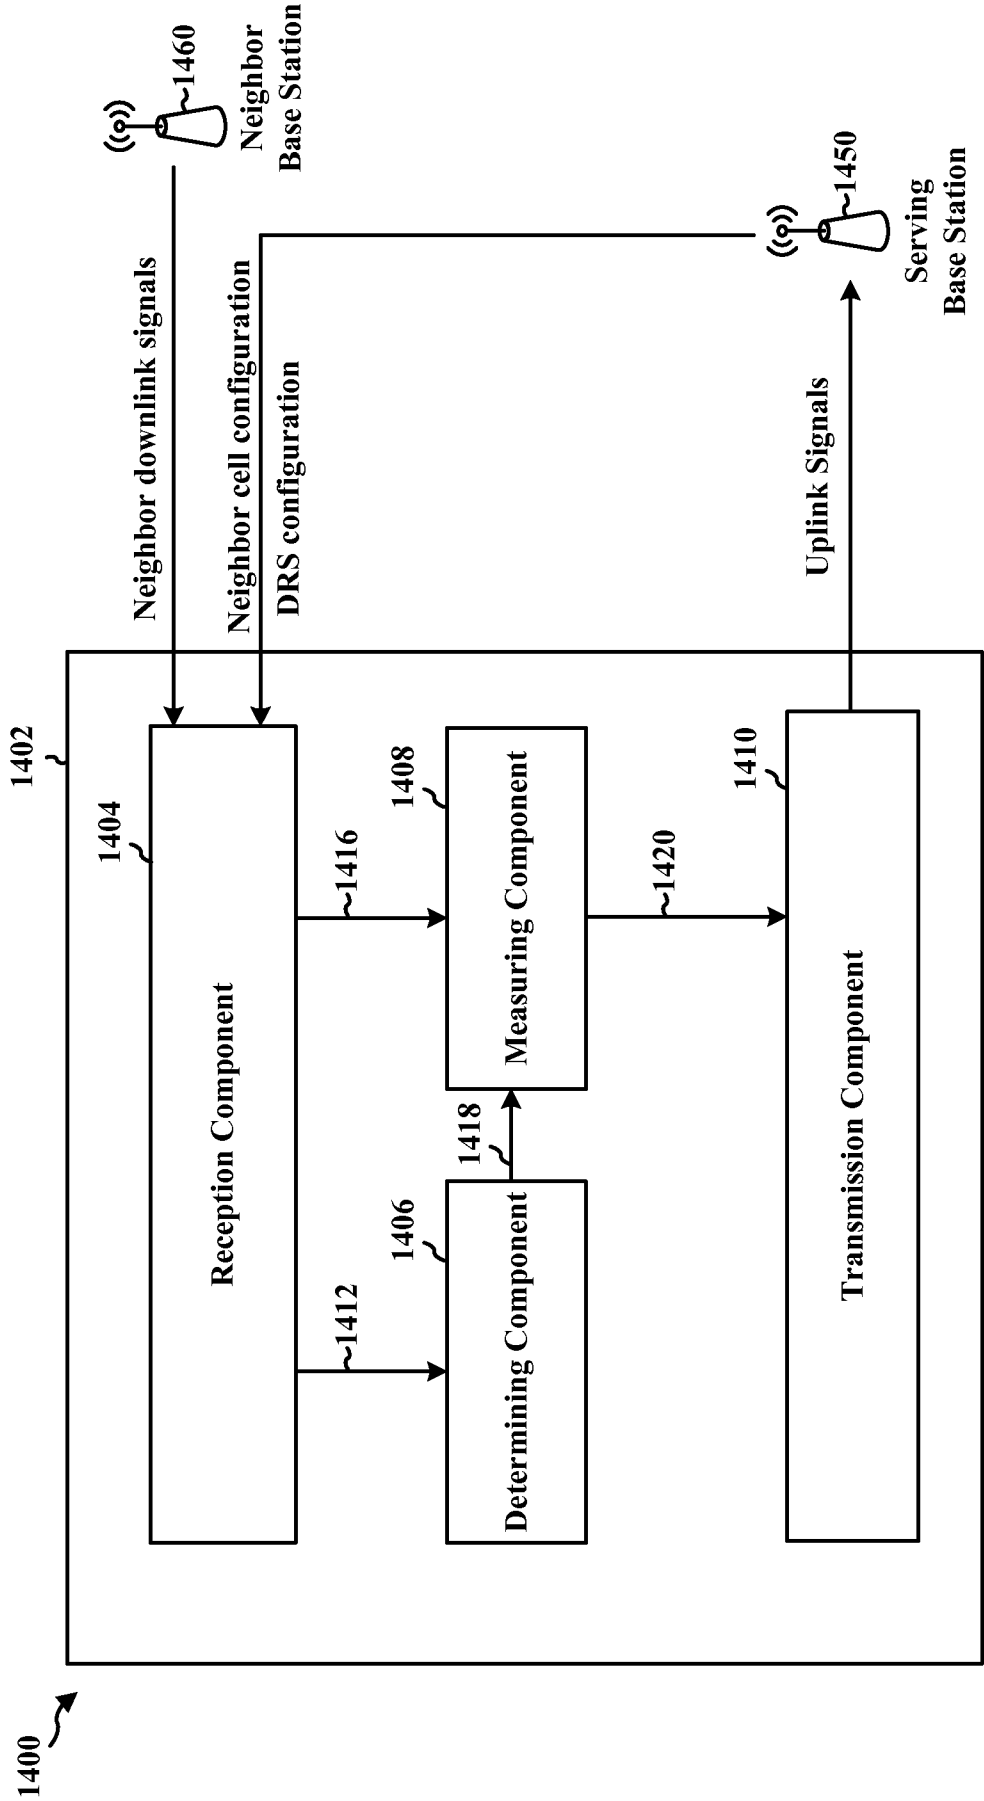 1400
1402
1404
Reception Component
1412
1416
1406
Determining Component
1418
1408
Measuring Component
1420
1410
Transmission Component
Neighbor downlink signals
Neighbor cell configuration
DRS configuration
Uplink Signals
1460
Neighbor
Base Station
1450
Serving
Base Station